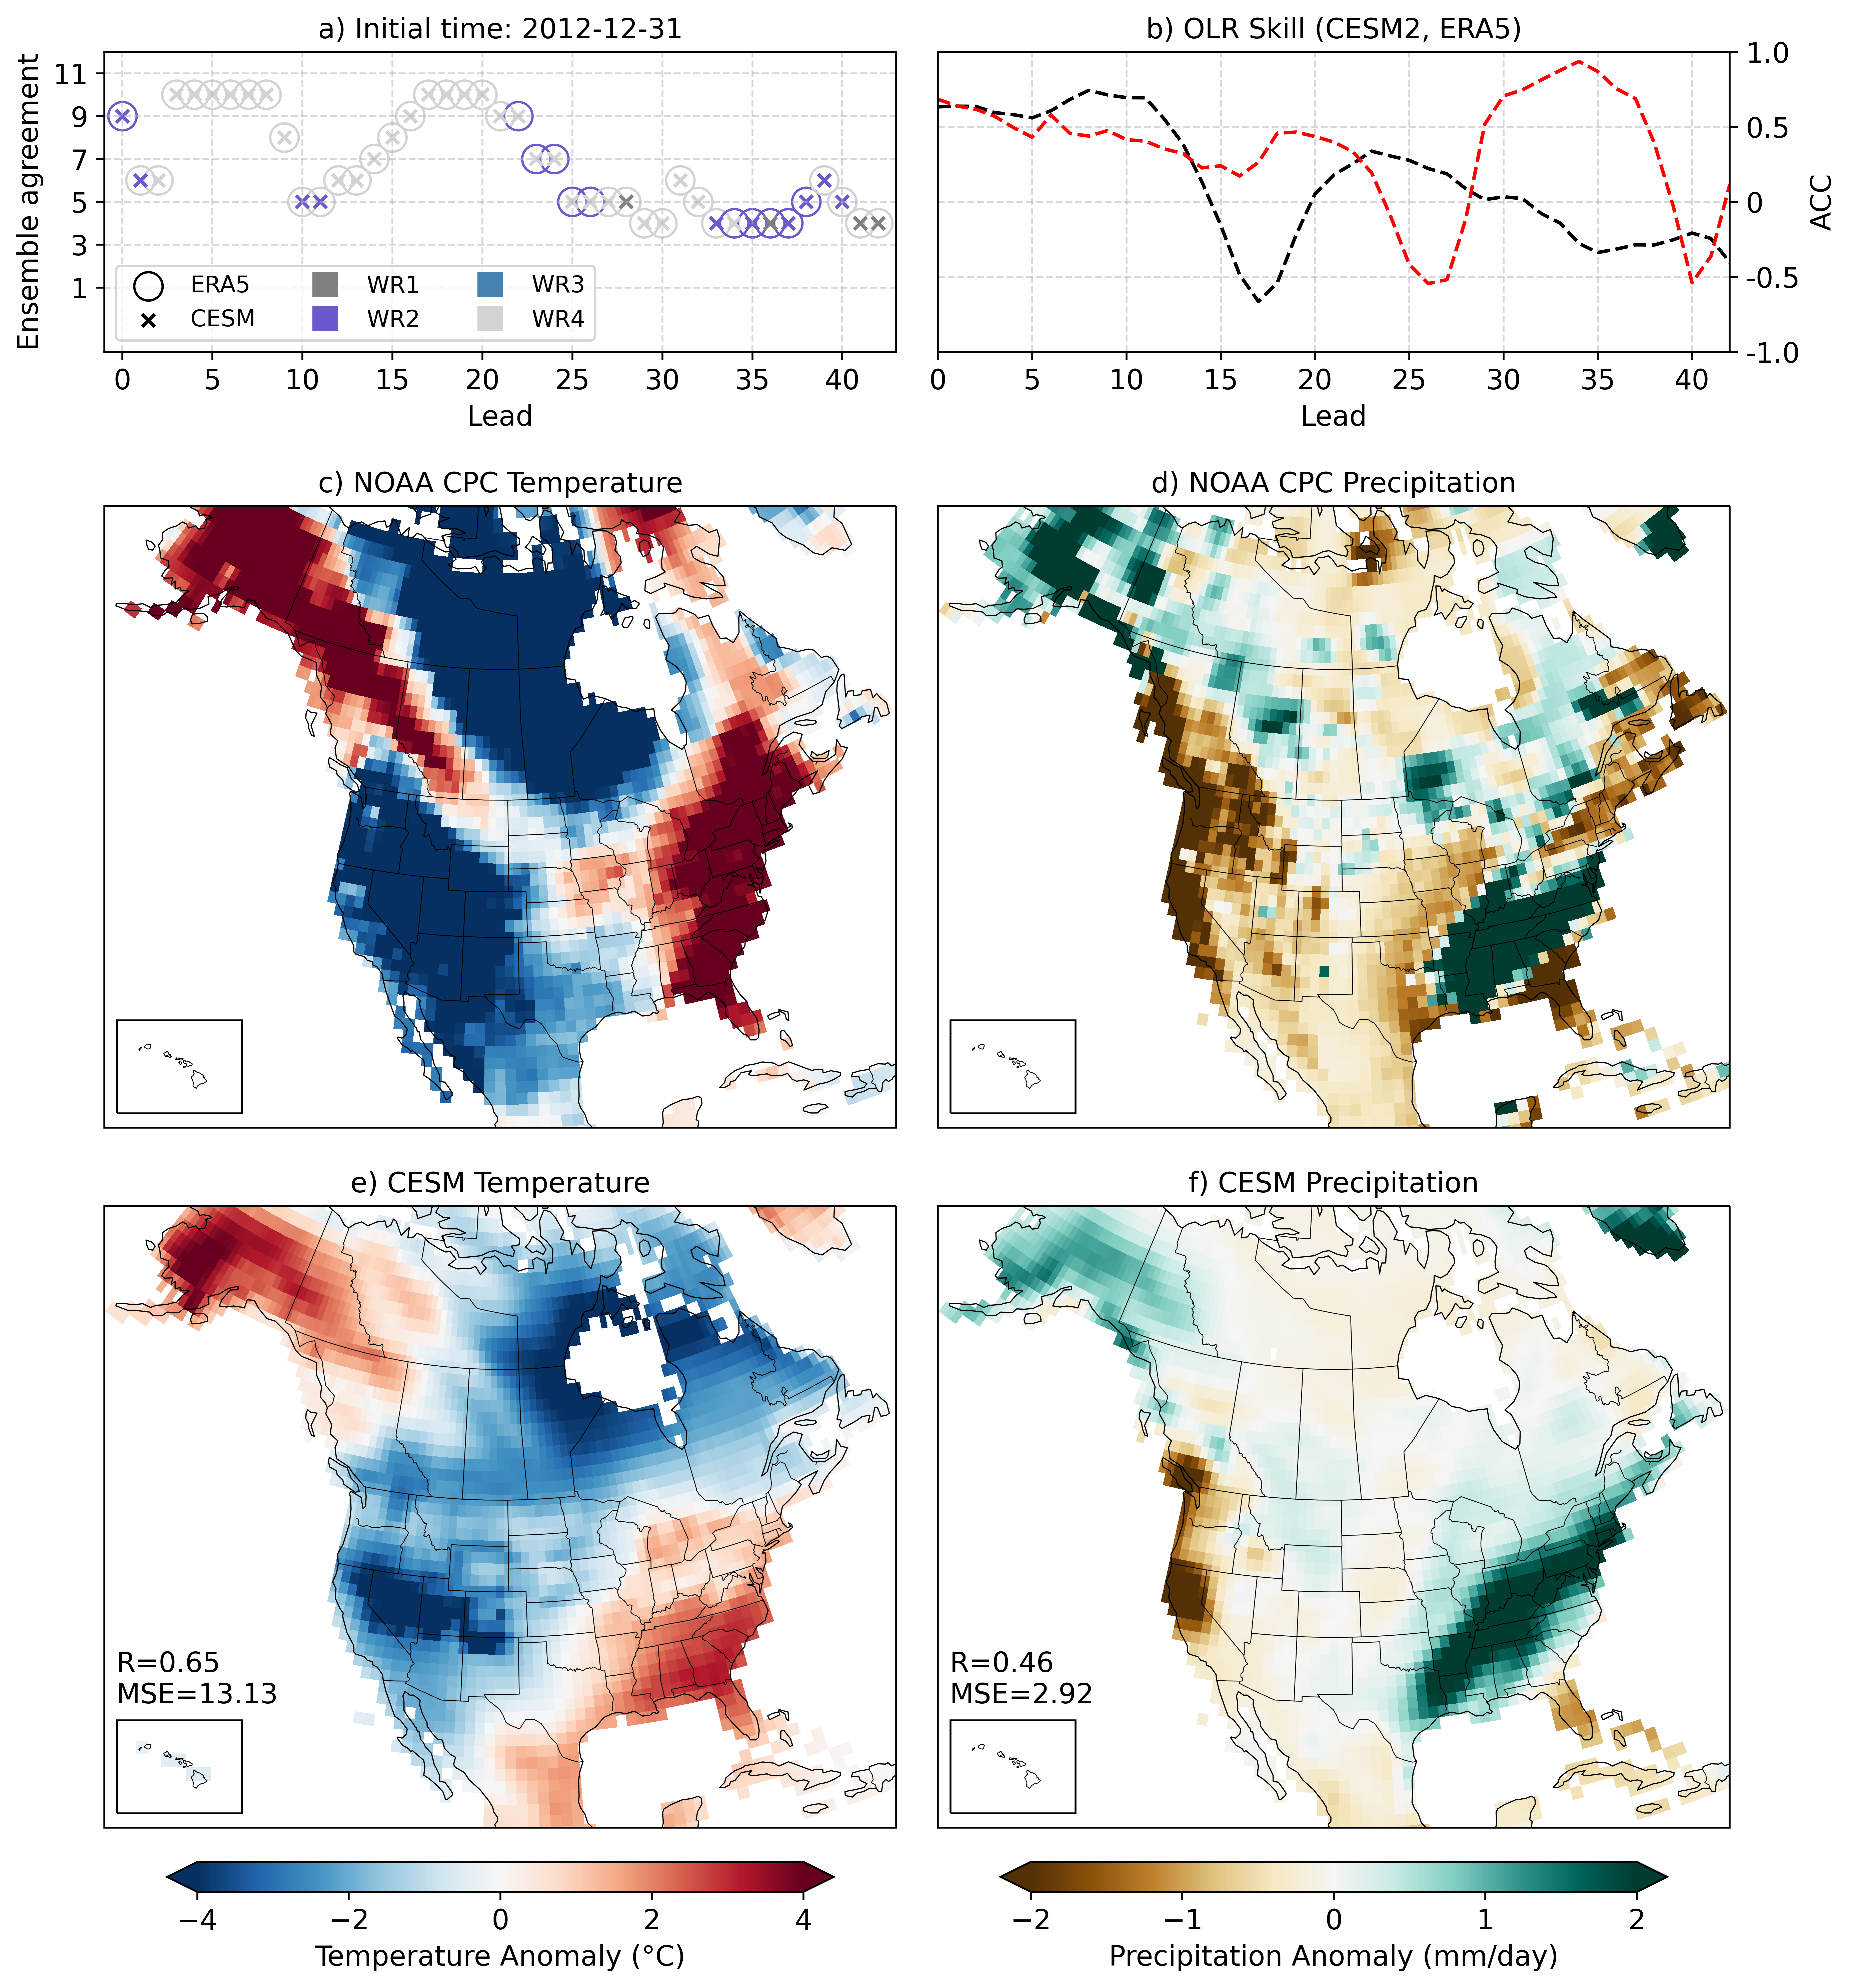 a) Initial time: 2012-12-31
Ensemble agreement
11
9
7
5
3
1
ERA5
CESM
WR1
WR2
WR3
WR4
0 5 10 15 20 25 30 35 40
Lead
b) OLR Skill (CESM2, ERA5)
1.0
0.5
0
-0.5
-1.0
ACC
0 5 10 15 20 25 30 35 40
Lead
c) NOAA CPC Temperature
d) NOAA CPC Precipitation
e) CESM Temperature
R=0.65
MSE=13.13
f) CESM Precipitation
R=0.46
MSE=2.92
−4 −2 0 2 4
Temperature Anomaly (°C)
−2 −1 0 1 2
Precipitation Anomaly (mm/day)